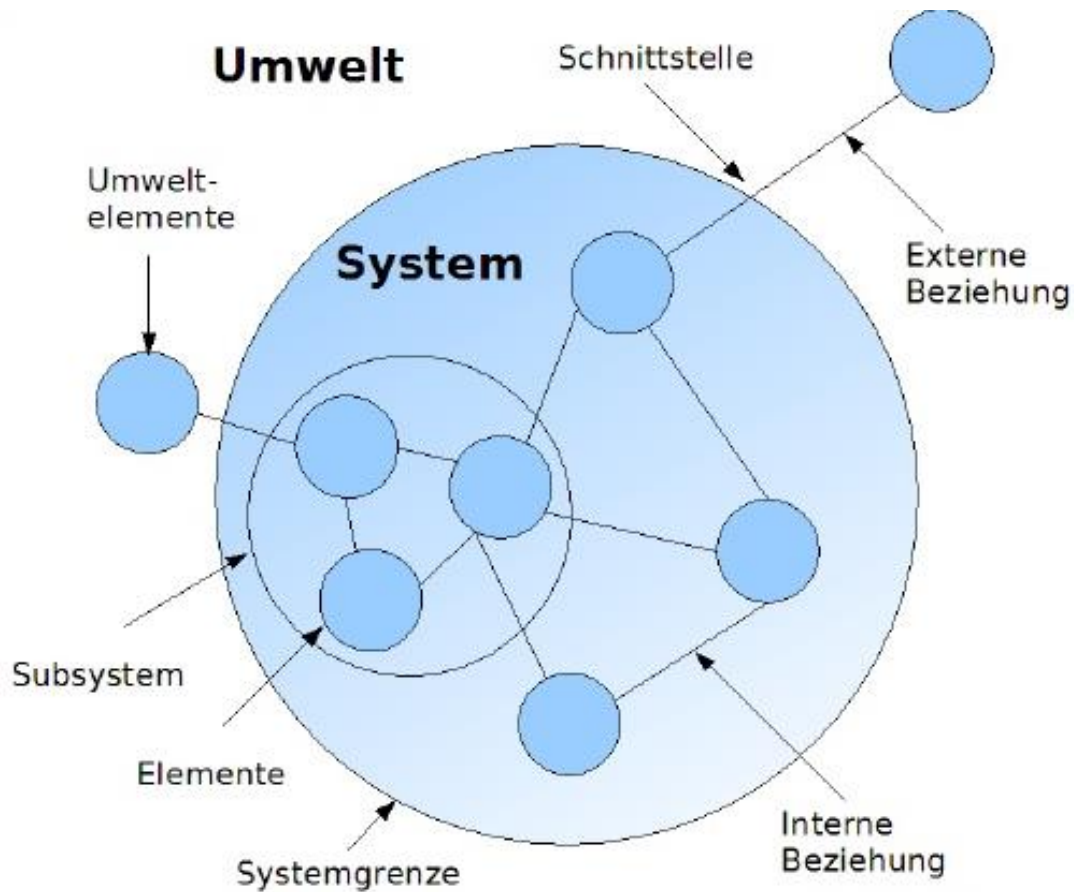 Umwelt
Schnittstelle
Umwelt-
elemente
System
Externe
Beziehung
Subsystem
Elemente
Interne
Beziehung
Systemgrenze